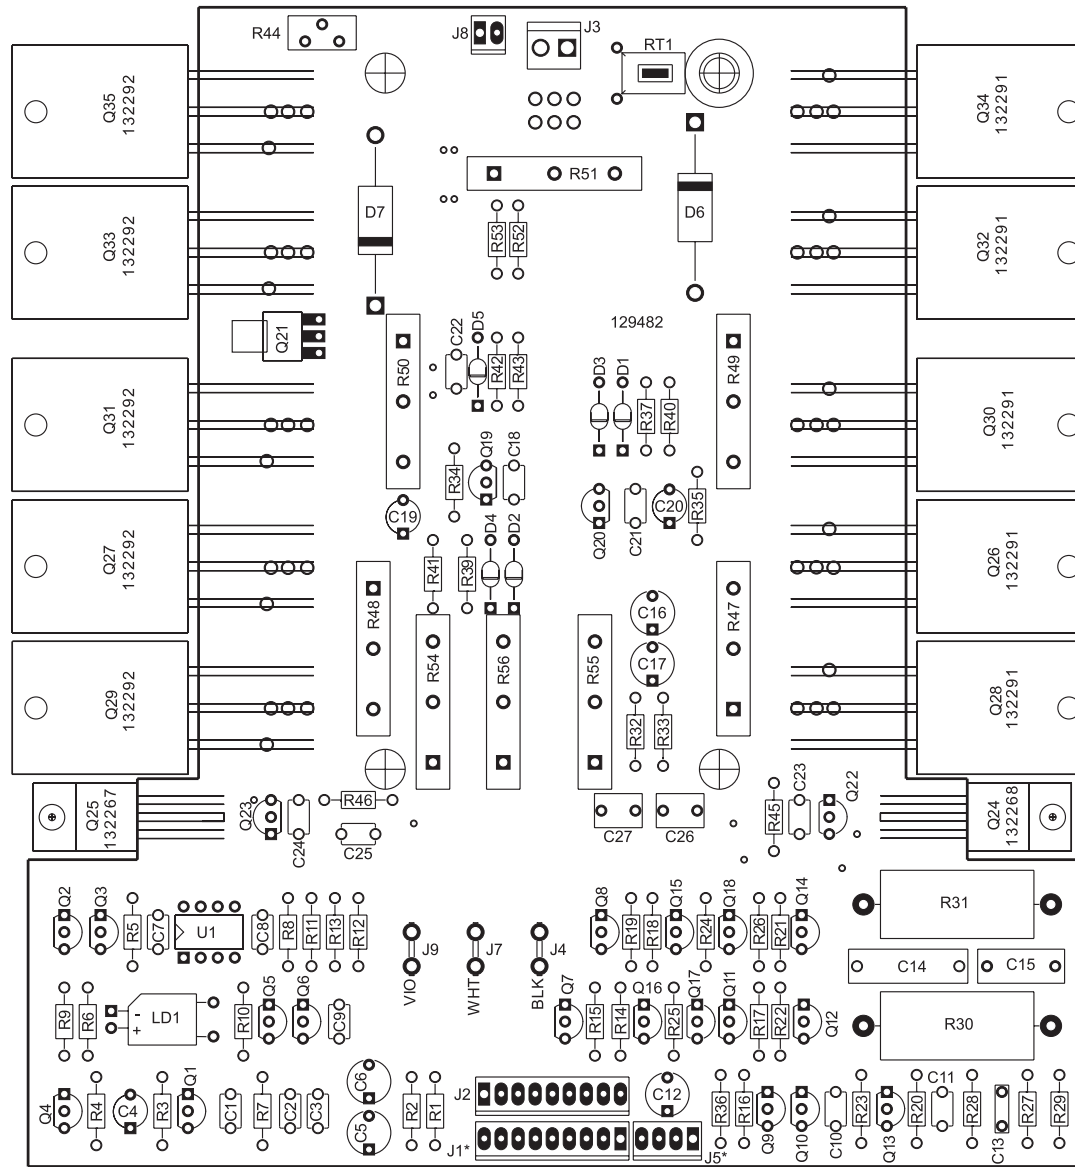 R44
J8
J3
RT1
Q35
132292
Q34
132291
R51
D7
D6
R53
R52
Q33
132292
Q32
132291
Q21
129482
R50
C22
D5
R42
R43
D3
D1
R37
R40
R49
Q31
132292
Q30
132291
R34
Q19
C18
C19
Q20
C21
C20
R35
Q27
132292
Q26
132291
R41
R39
D4
D2
R48
C16
R47
R54
R56
R55
C17
Q29
132292
Q28
132291
R32
R33
Q25
132267
Q23
C24
R46
C25
C27
C26
R45
C23
Q22
Q24
132268
Q2
Q3
R5
C7
U1
C8
R8
R11
R13
R12
J9
VIO
J7
WHT
J4
BLK
Q8
R19
R18
Q15
R24
Q18
R26
R21
Q14
R31
C14
C15
R9
R6
-
+
LD1
R10
Q5
Q6
C90
Q7
R15
R14
Q16
R25
Q17
Q11
R17
R22
Q12
R30
Q4
R4
C4
R3
Q1
C1
R7
C2
C3
C6
C5
R2
R1
J2
J1*
C12
J5*
R36
R16
Q9
Q10
C10
R23
Q13
R20
C11
R28
C13
R27
R29